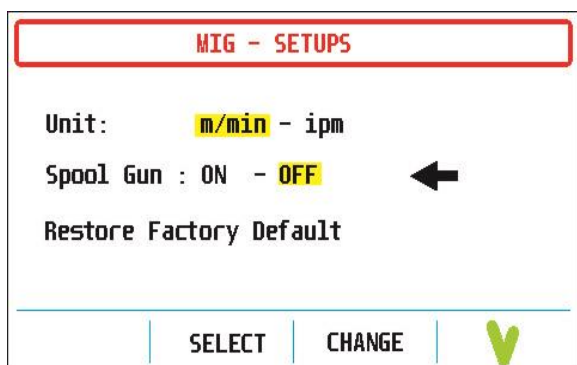 MIG - SETUPS
Unit: m/min - ipm
Spool Gun : ON - OFF
Restore Factory Default
SELECT CHANGE